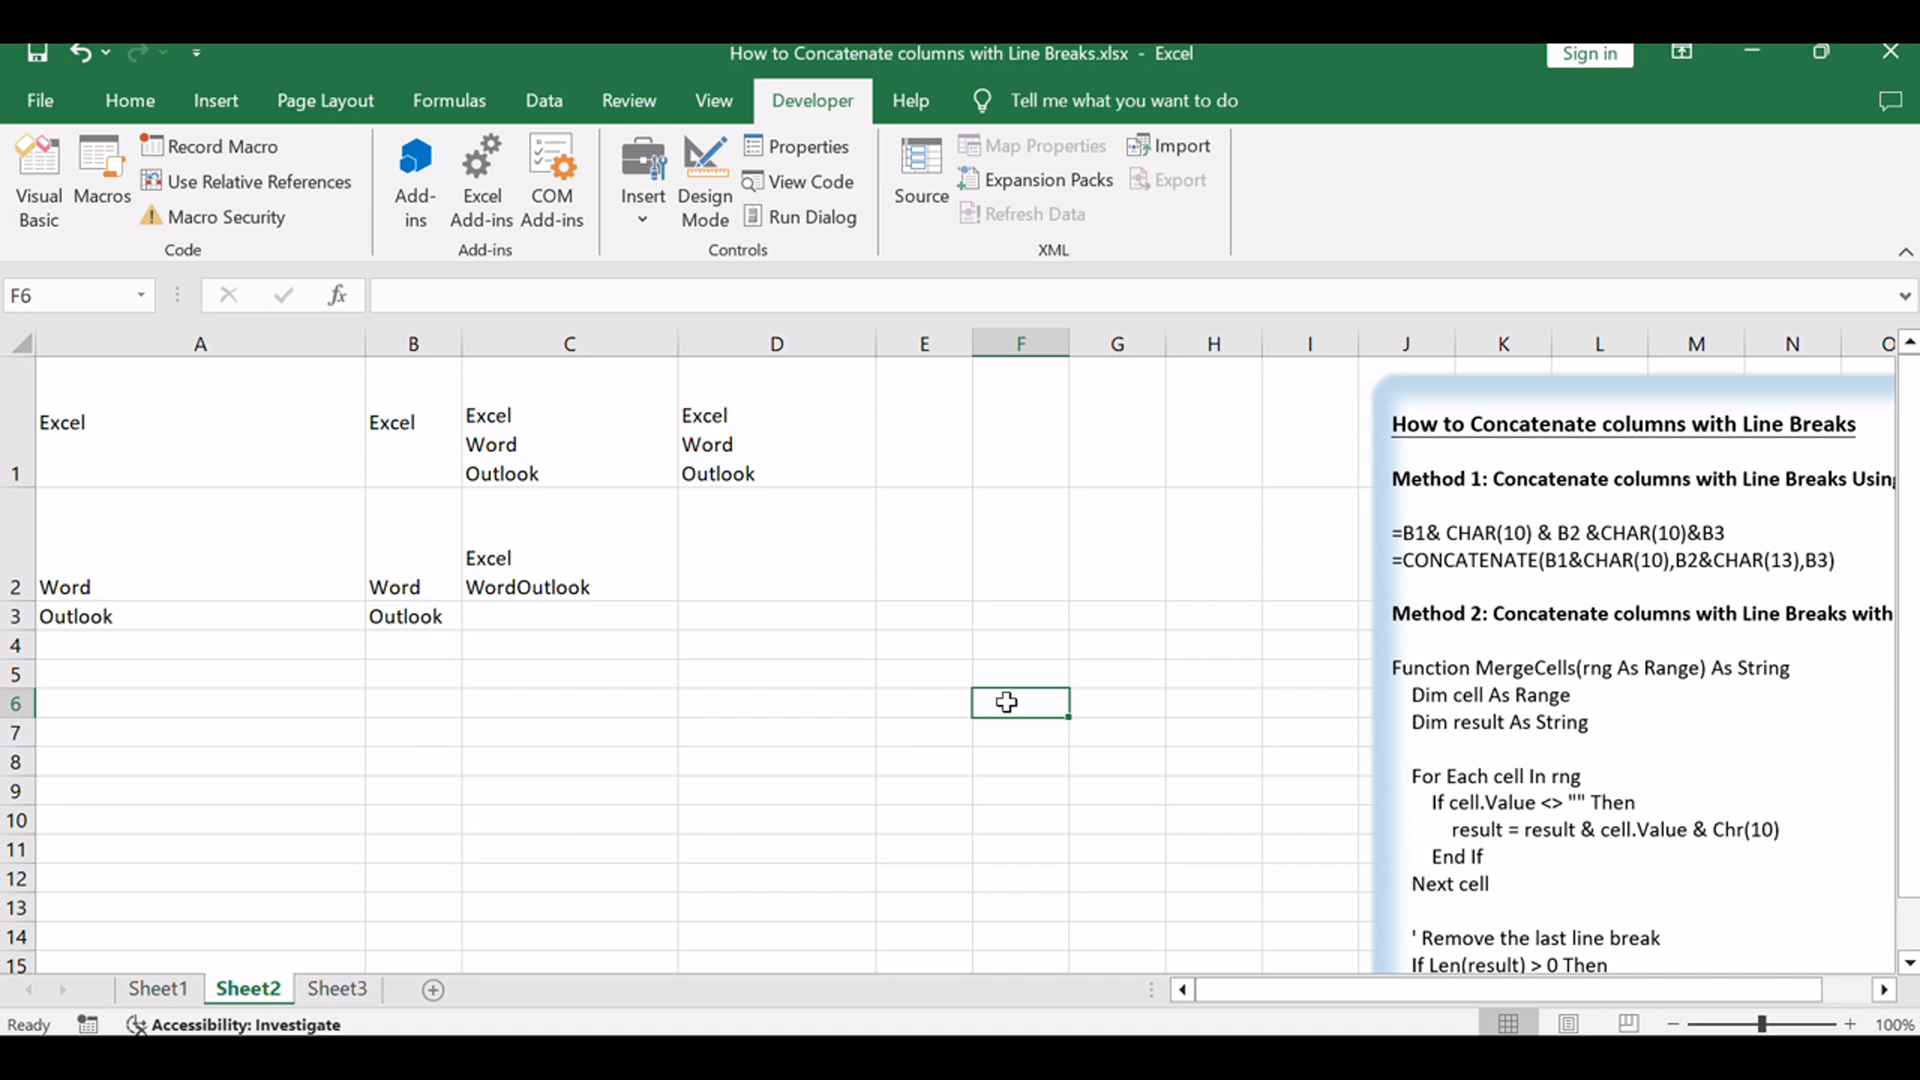 How to Concatenate columns with Line Breaks.xlsx - Excel
Sign in
File Home Insert Page Layout Formulas Data Review View Developer Help Tell me what you want to do
Visual Basic
Macros
Record Macro
Use Relative References
Macro Security
Code
Add-ins
Excel Add-ins
COM Add-ins
Add-ins
Insert
Design Mode
Properties
View Code
Run Dialog
Controls
Source
Map Properties
Expansion Packs
Refresh Data
Import
Export
XML
F6
fx
A B C D E F G H I J K L M N O
1
Excel
Excel
Excel
Word
Outlook
Excel
Word
Outlook
2
Word
Word
Excel
WordOutlook
3
Outlook
Outlook
4
5
6
7
8
9
10
11
12
13
14
15
How to Concatenate columns with Line Breaks
Method 1: Concatenate columns with Line Breaks Using
=B1& CHAR(10) & B2 &CHAR(10)&B3
=CONCATENATE(B1&CHAR(10),B2&CHAR(13),B3)
Method 2: Concatenate columns with Line Breaks with
Function MergeCells(rng As Range) As String
Dim cell As Range
Dim result As String
For Each cell In rng
If cell.Value <> "" Then
result = result & cell.Value & Chr(10)
End If
Next cell
' Remove the last line break
If Len(result) > 0 Then
Sheet1 Sheet2 Sheet3
Ready
Accessibility: Investigate
100%